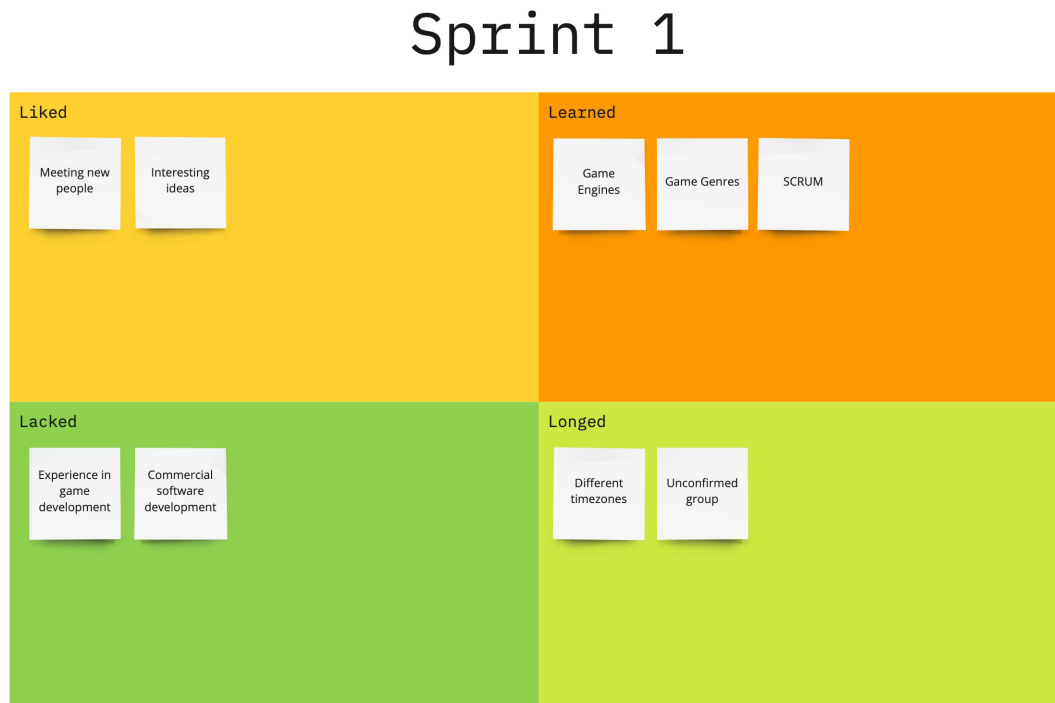 Sprint 1
Liked
Meeting new
people
Interesting
ideas
Learned
Game
Engines
Game Genres
SCRUM
Lacked
Experience in
game
development
Commercial
software
development
Longed
Different
timezones
Unconfirmed
group